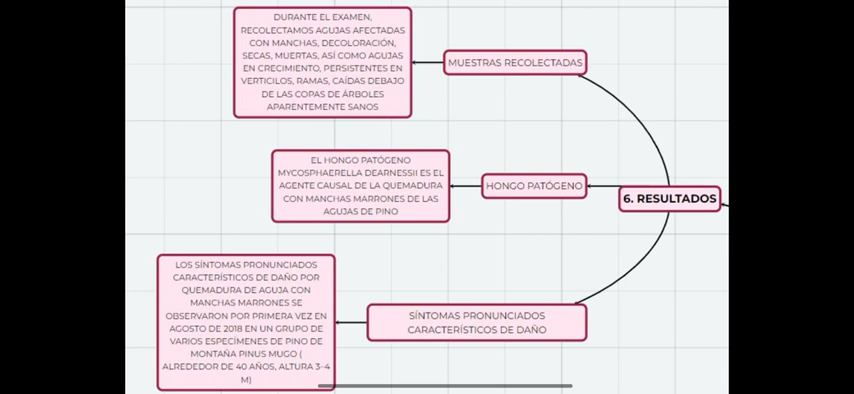 DURANTE EL EXAMEN,
RECOLECTAMOS AGUJAS AFECTADAS
CON MANCHAS, DECOLORACIÓN,
SECAS, MUERTAS, ASÍ COMO AGUJAS
EN CRECIMIENTO, PERSISTENTES EN
VERTICILOS, RAMAS, CAÍDAS DEBAJO
DE LAS COPAS DE ÁRBOLES
APARENTEMENTE SANOS
MUESTRAS RECOLECTADAS
EL HONGO PATÓGENO
MYCOSPHAERELLA DEARNESSII ES EL
AGENTE CAUSAL DE LA QUEMADURA
CON MANCHAS MARRONES DE LAS
AGUJAS DE PINO
HONGO PATÓGENO
6. RESULTADOS
LOS SÍNTOMAS PRONUNCIADOS
CARACTERÍSTICOS DE DAÑO POR
QUEMADURA DE AGUJA CON
MANCHAS MARRONES SE
OBSERVARON POR PRIMERA VEZ EN
AGOSTO DE 2018 EN UN GRUPO DE
VARIOS ESPECÍMENES DE PINO DE
MONTAÑA PINUS MUGO (
ALREDEDOR DE 40 AÑOS, ALTURA 3-4
M)
SÍNTOMAS PRONUNCIADOS
CARACTERÍSTICOS DE DAÑO